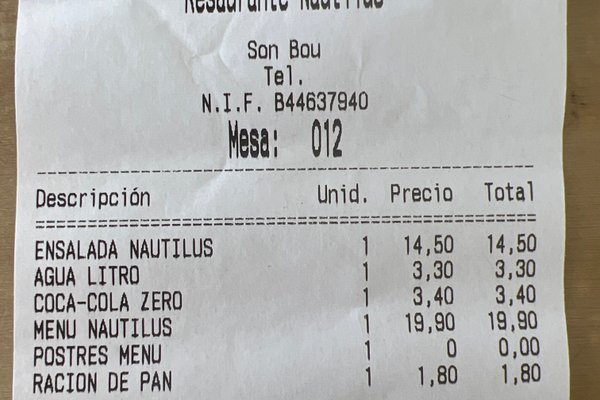 Restaurante Nautilus
Son Bou
Tel.
N.I.F. B44637940
Mesa: 012
Descripción Unid. Precio Total
ENSALADA NAUTILUS 1 14,50 14,50
AGUA LITRO 1 3,30 3,30
COCA-COLA ZERO 1 3,40 3,40
MENU NAUTILUS 1 19,90 19,90
POSTRES MENU 1 0 0,00
RACION DE PAN 1 1,80 1,80